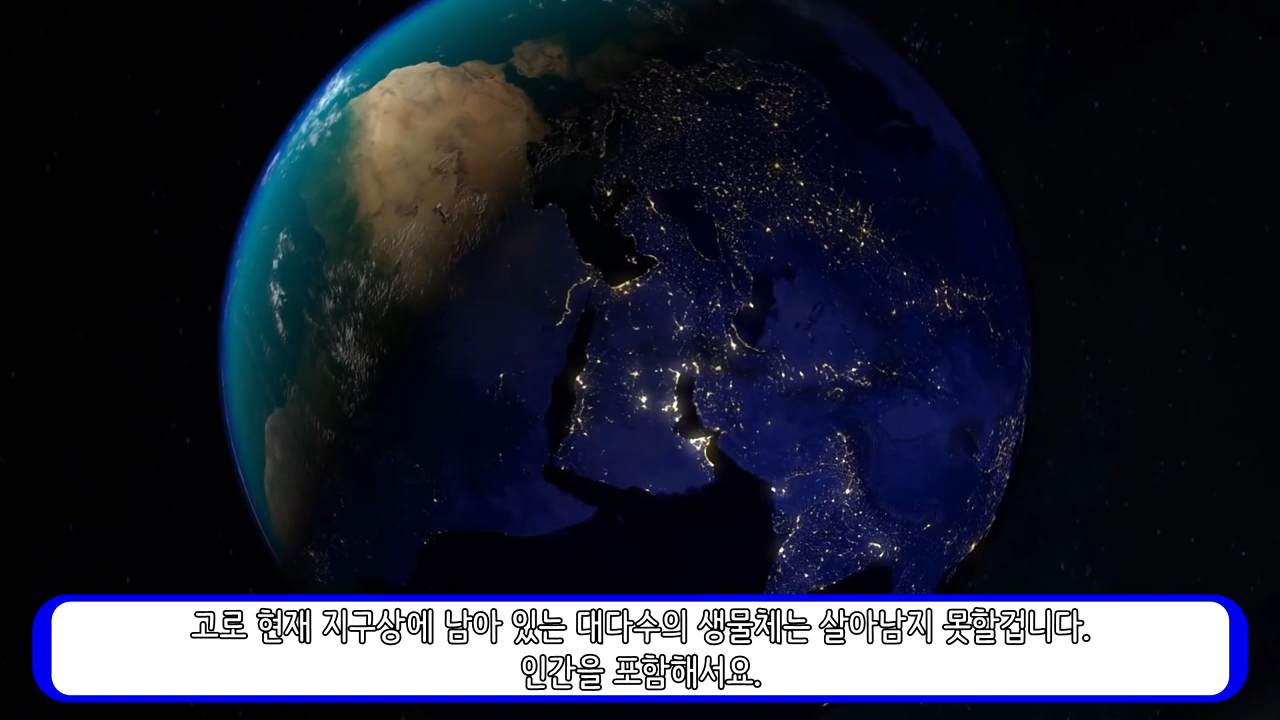 고로 현재 지구상에 남아 있는 대다수의 생물체는 살아남지 못할겁니다.
인간을 포함해서요.